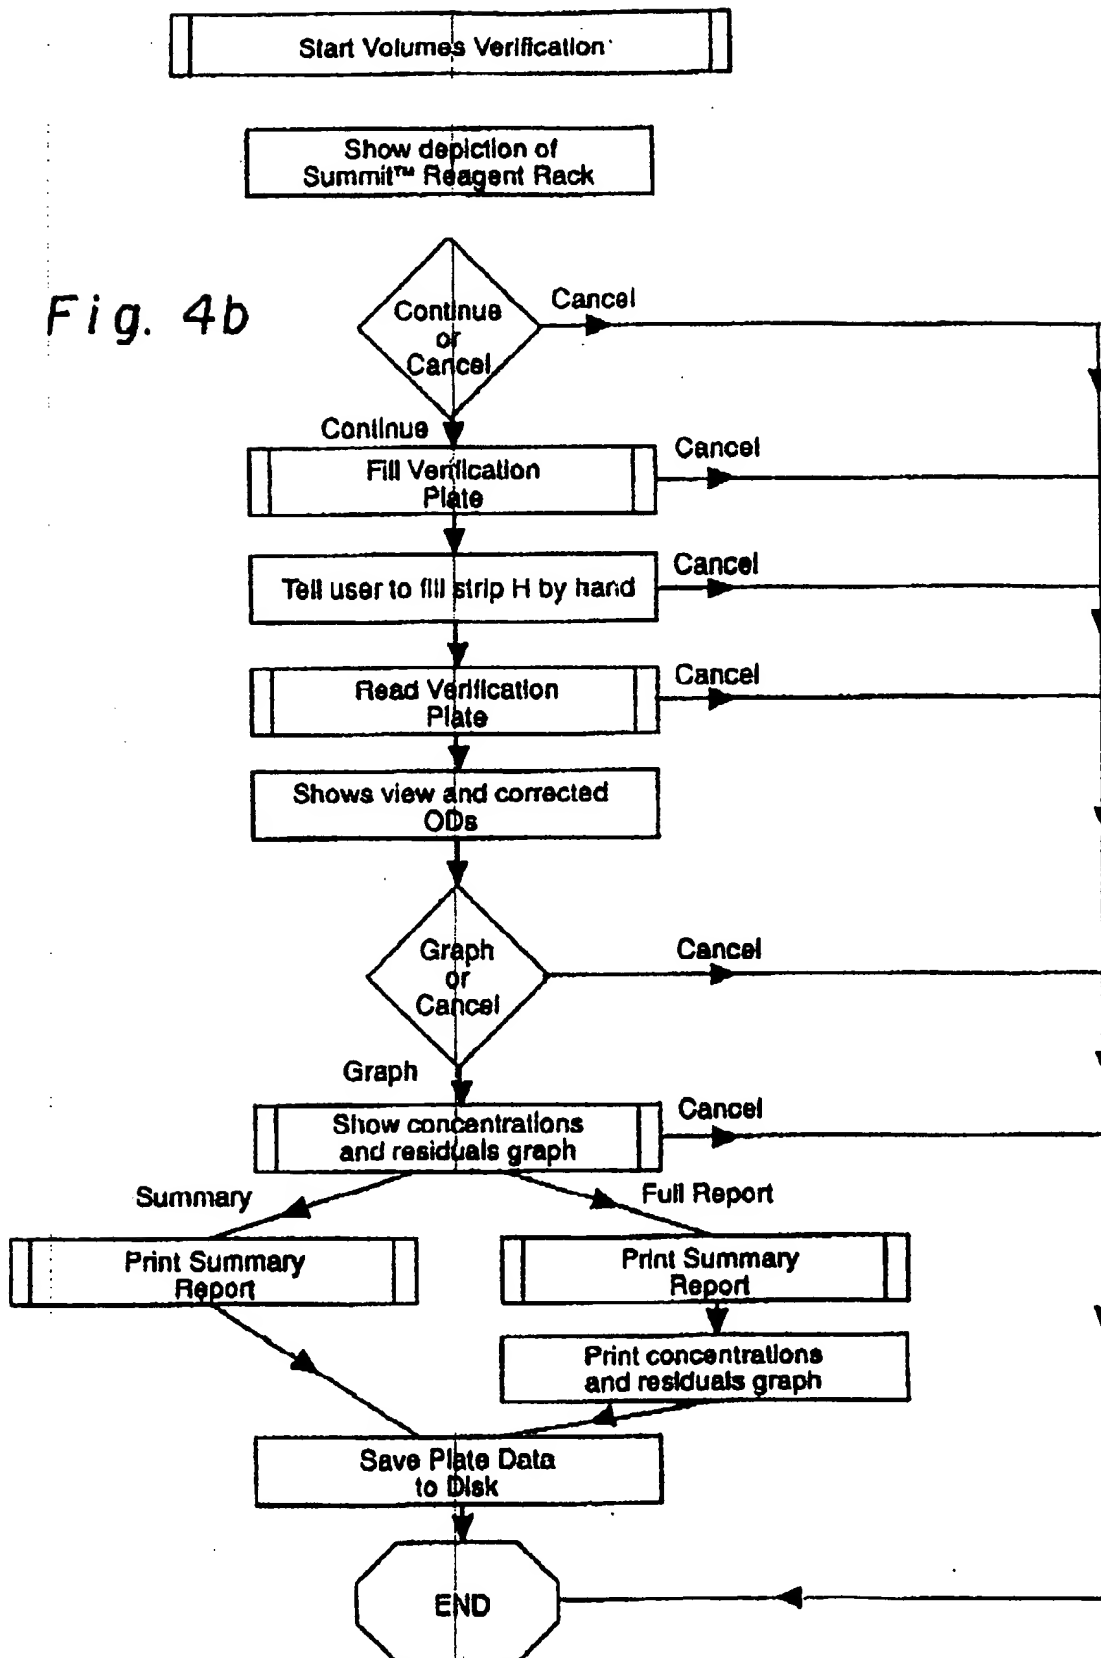 Start Volumes Verification
Show depiction of
Summit™ Reagent Rack
Fig. 4b
Continue
or
Cancel
Cancel
Continue
Fill Verification
Plate
Cancel
Tell user to fill strip H by hand
Cancel
Read Verification
Plate
Cancel
Shows view and corrected
ODs
Graph
or
Cancel
Cancel
Graph
Show concentrations
and residuals graph
Cancel
Summary
Full Report
Print Summary
Report
Print Summary
Report
Print concentrations
and residuals graph
Save Plate Data
to Disk
END